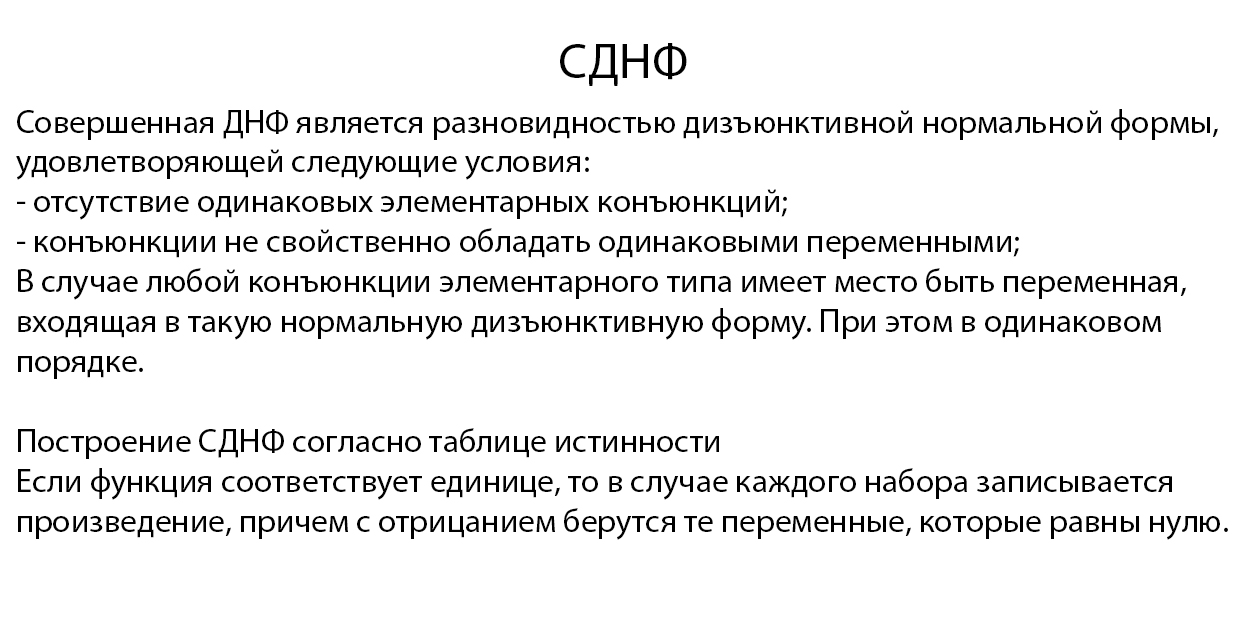 СДНФ
Совершенная ДНФ является разновидностью дизъюнктивной нормальной формы,
удовлетворяющей следующие условия:
- отсутствие одинаковых элементарных конъюнкций;
- конъюнкции не свойственно обладать одинаковыми переменными;
В случае любой конъюнкции элементарного типа имеет место быть переменная,
входящая в такую нормальную дизъюнктивную форму. При этом в одинаковом
порядке.
Построение СДНФ согласно таблице истинности
Если функция соответствует единице, то в случае каждого набора записывается
произведение, причем с отрицанием берутся те переменные, которые равны нулю.